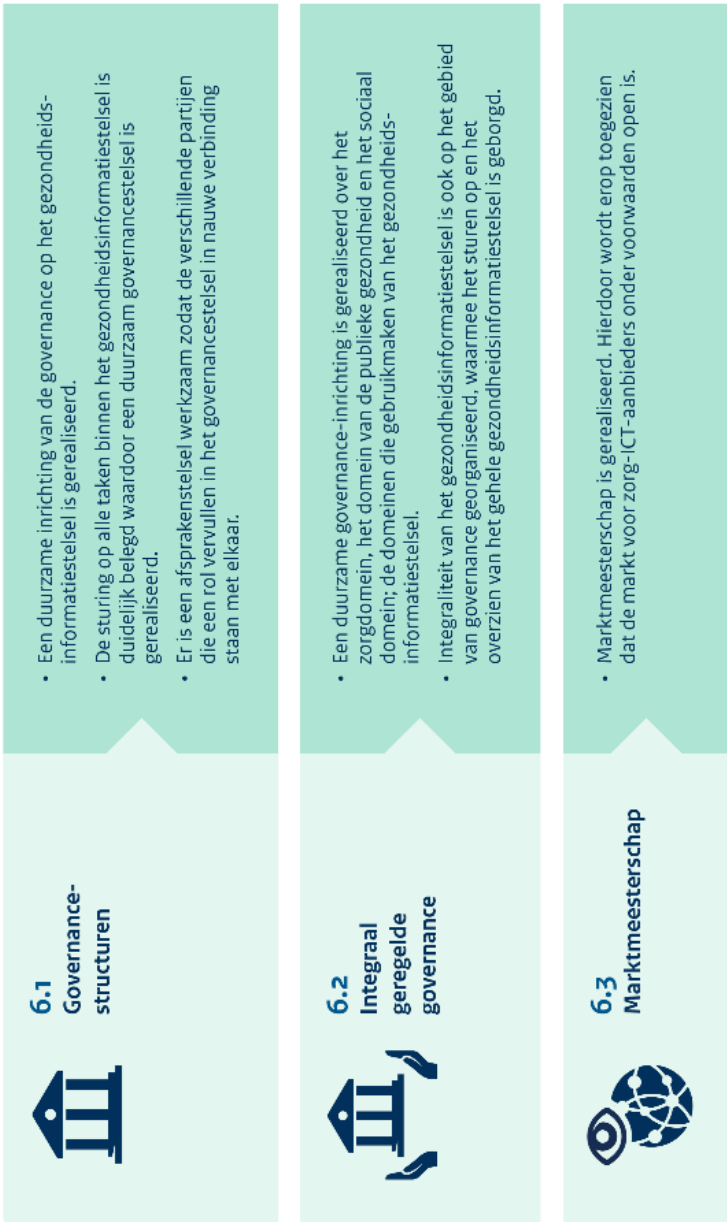 6.1
Governance-
structuren
• Een duurzame inrichting van de governance op het gezondheids-
informatiestelsel is gerealiseerd.
• De sturing op alle taken binnen het gezondheidsinformatiestelsel is
duidelijk belegd waardoor een duurzaam governancestelsel is
gerealiseerd.
• Er is een afsprakenstelsel werkzaam zodat de verschillende partijen
die een rol vervullen in het governancestelsel in nauwe verbinding
staan met elkaar.
6.2
Integraal
geregelde
governance
• Een duurzame governance-inrichting is gerealiseerd over het
zorgdomein, het domein van de publieke gezondheid en het sociaal
domein; de domeinen die gebruikmaken van het gezondheids-
informatiestelsel.
• Integraliteit van het gezondheidsinformatiestelsel is ook op het gebied
van governance georganiseerd, waarmee het sturen op en het
overzien van het gehele gezondheidsinformatiestelsel is geborgd.
6.3
Marktmeesterschap
• Marktmeesterschap is gerealiseerd. Hierdoor wordt erop toegezien
dat de markt voor zorg-ICT-aanbieders onder voorwaarden open is.